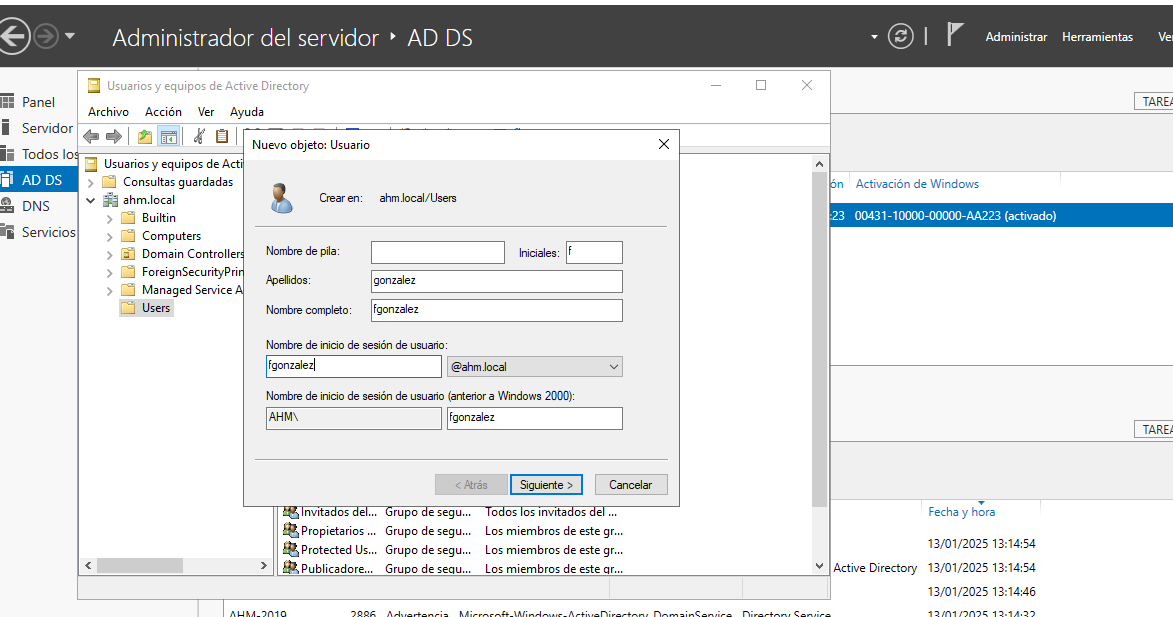 Administrador del servidor ‣ AD DS
Administrar Herramientas
Panel
Servidor
Todos los
AD DS
DNS
Servicios
Usuarios y equipos de Active Directory
Archivo Acción Ver Ayuda
Usuarios y equipos de Acti
Consultas guardadas
ahm.local
Builtin
Computers
Domain Controllers
ForeignSecurityPrin
Managed Service A
Users
Nuevo objeto: Usuario
Crear en: ahm.local/Users
Nombre de pila: Iniciales: f
Apellidos: gonzalez
Nombre completo: fgonzalez
Nombre de inicio de sesión de usuario:
fgonzalez @ahm.local
Nombre de inicio de sesión de usuario (anterior a Windows 2000):
AHM\ fgonzalez
< Atrás Siguiente > Cancelar
Invitados del... Grupo de segu... Todos los invitados del ...
Propietarios ... Grupo de segu... Los miembros de este gr...
Protected Us... Grupo de segu... Los miembros de este gr...
Publicadore... Grupo de segu... Los miembros de este gr...
TAREA
ón Activación de Windows
:23 00431-10000-00000-AA223 (activado)
TAREA
Fecha y hora
13/01/2025 13:14:54
Active Directory 13/01/2025 13:14:54
13/01/2025 13:14:46
AHM-2019 2886 Advertencia Microsoft-Windows-ActiveDirectory_DomainService Directory Service 13/01/2025 13:14:32